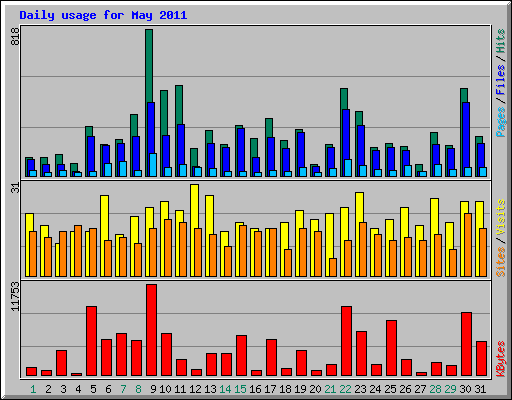 Daily usage for May 2011
818
Pages / Files / Hits
31
Sites / Visits
11753
KBytes
1 2 3 4 5 6 7 8 9 10 11 12 13 14 15 16 17 18 19 20 21 22 23 24 25 26 27 28 29 30 31